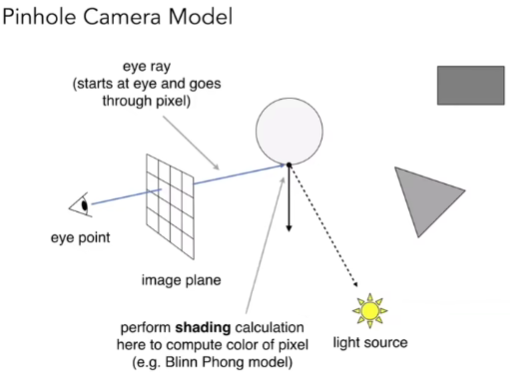 Pinhole Camera Model
eye ray
(starts at eye and goes
through pixel)
eye point
image plane
perform shading calculation
here to compute color of pixel
(e.g. Blinn Phong model)
light source